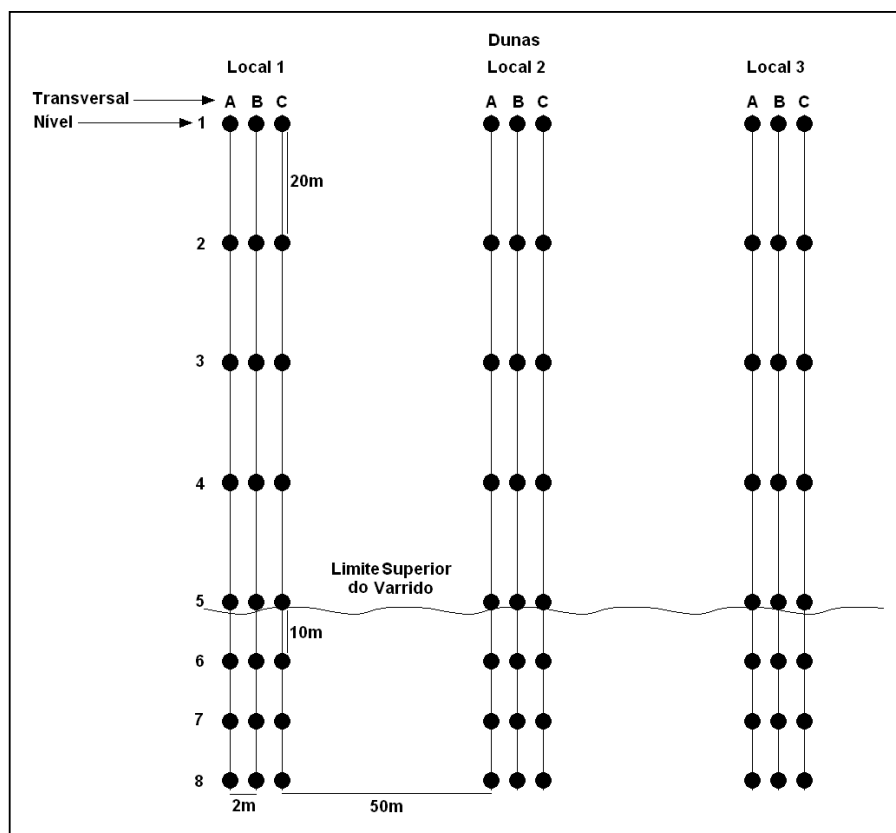 Dunas
Local 1 Local 2 Local 3
Transversal A B C A B C A B C
Nível 1
20m
2
3
4
Limite Superior
do Varrido
5
10m
6
7
8
2m 50m